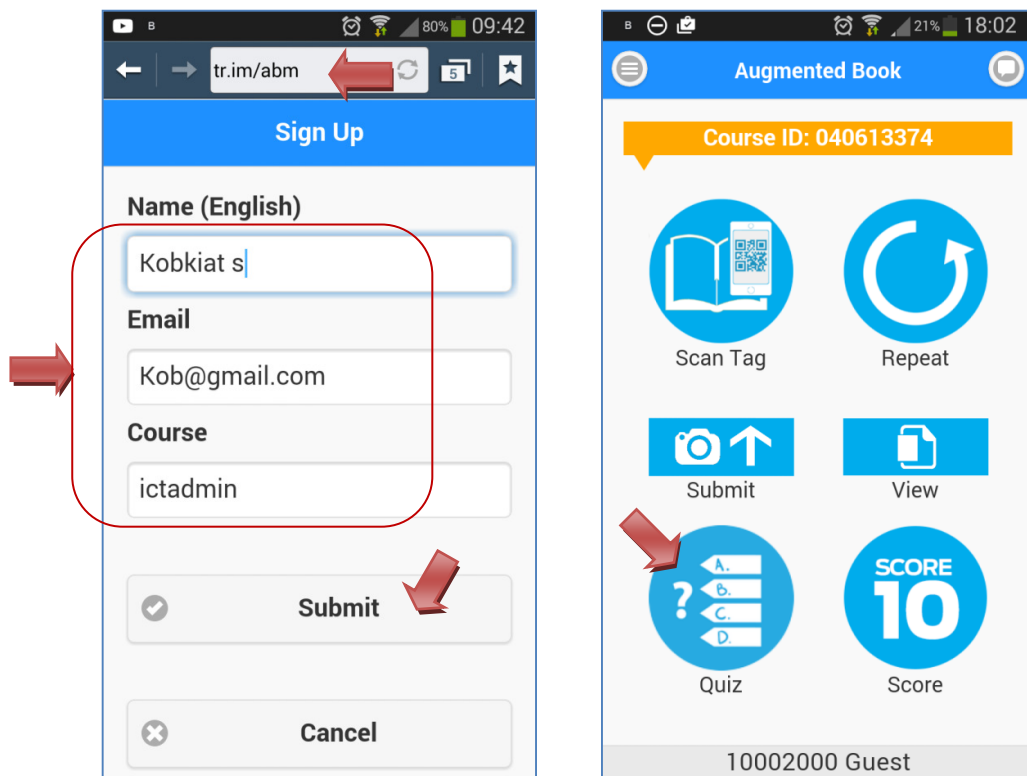 B 80% 09:42
tr.im/abm 5
Sign Up
Name (English)
Kobkiat s
Email
Kob@gmail.com
Course
ictadmin
Submit
Cancel
B 21% 18:02
Augmented Book
Course ID: 040613374
Scan Tag Repeat
Submit View
? A. B. C. D. SCORE 10
Quiz Score
10002000 Guest